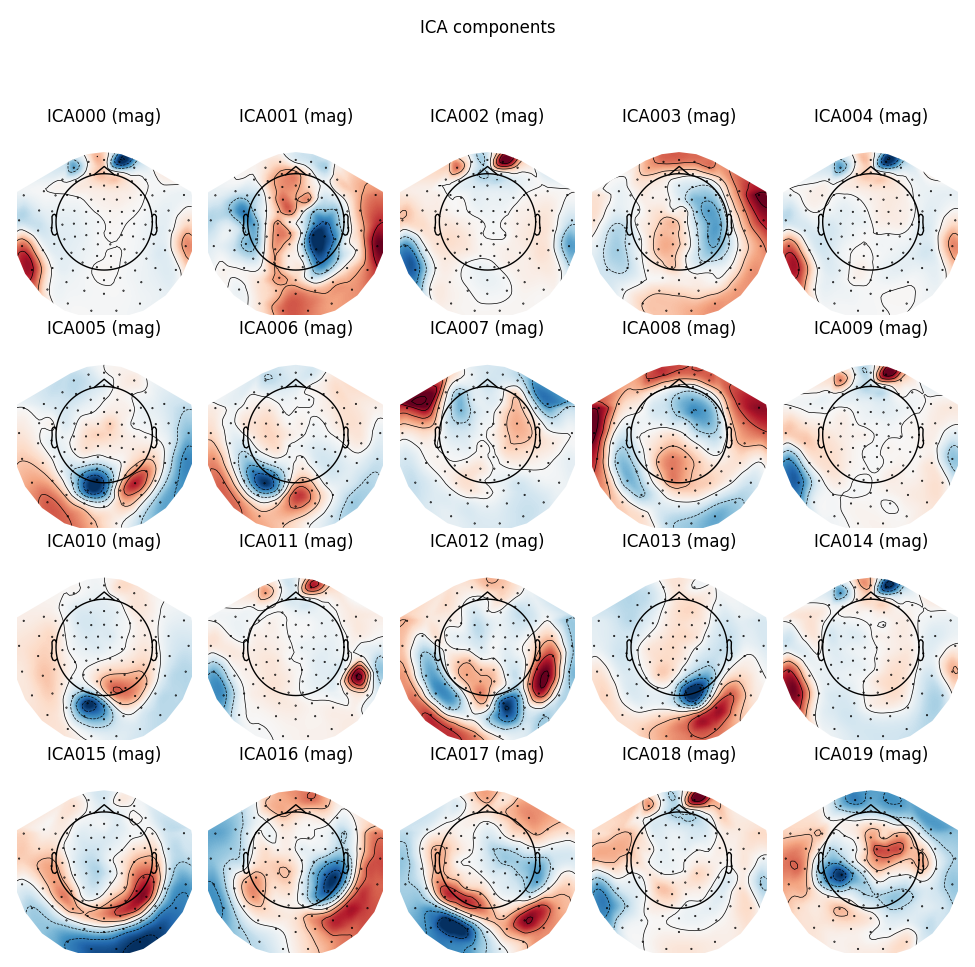 ICA components
ICA000 (mag) ICA001 (mag) ICA002 (mag) ICA003 (mag) ICA004 (mag)
ICA005 (mag) ICA006 (mag) ICA007 (mag) ICA008 (mag) ICA009 (mag)
ICA010 (mag) ICA011 (mag) ICA012 (mag) ICA013 (mag) ICA014 (mag)
ICA015 (mag) ICA016 (mag) ICA017 (mag) ICA018 (mag) ICA019 (mag)